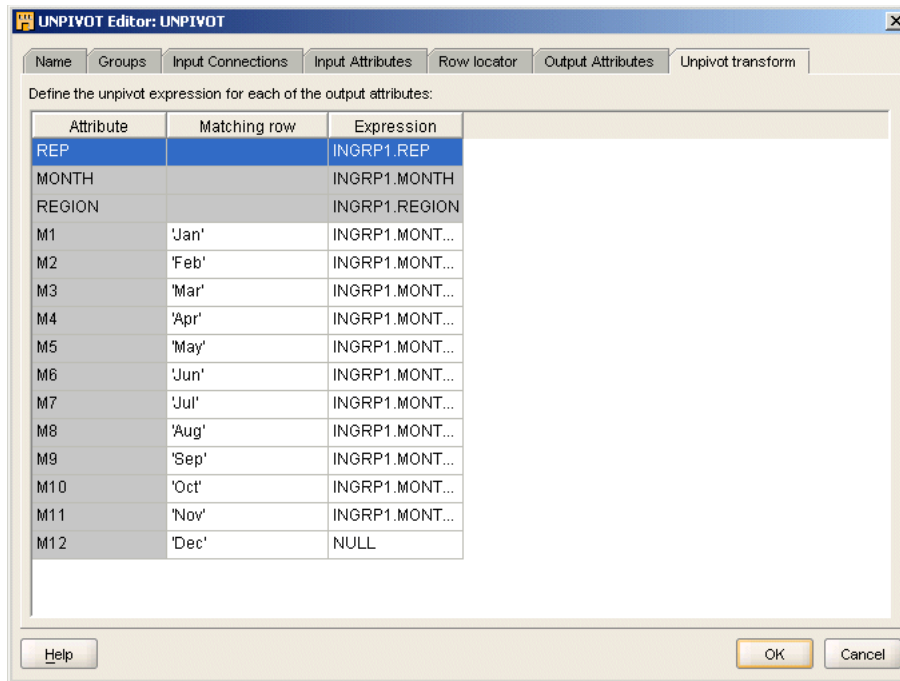 UNPIVOT Editor: UNPIVOT
Name Groups Input Connections Input Attributes Row locator Output Attributes Unpivot transform
Define the unpivot expression for each of the output attributes:
Attribute Matching row Expression
REP INGRP1.REP
MONTH INGRP1.MONTH
REGION INGRP1.REGION
M1 'Jan' INGRP1.MONT...
M2 'Feb' INGRP1.MONT...
M3 'Mar' INGRP1.MONT...
M4 'Apr' INGRP1.MONT...
M5 'May' INGRP1.MONT...
M6 'Jun' INGRP1.MONT...
M7 'Jul' INGRP1.MONT...
M8 'Aug' INGRP1.MONT...
M9 'Sep' INGRP1.MONT...
M10 'Oct' INGRP1.MONT...
M11 'Nov' INGRP1.MONT...
M12 'Dec' NULL
Help OK Cancel